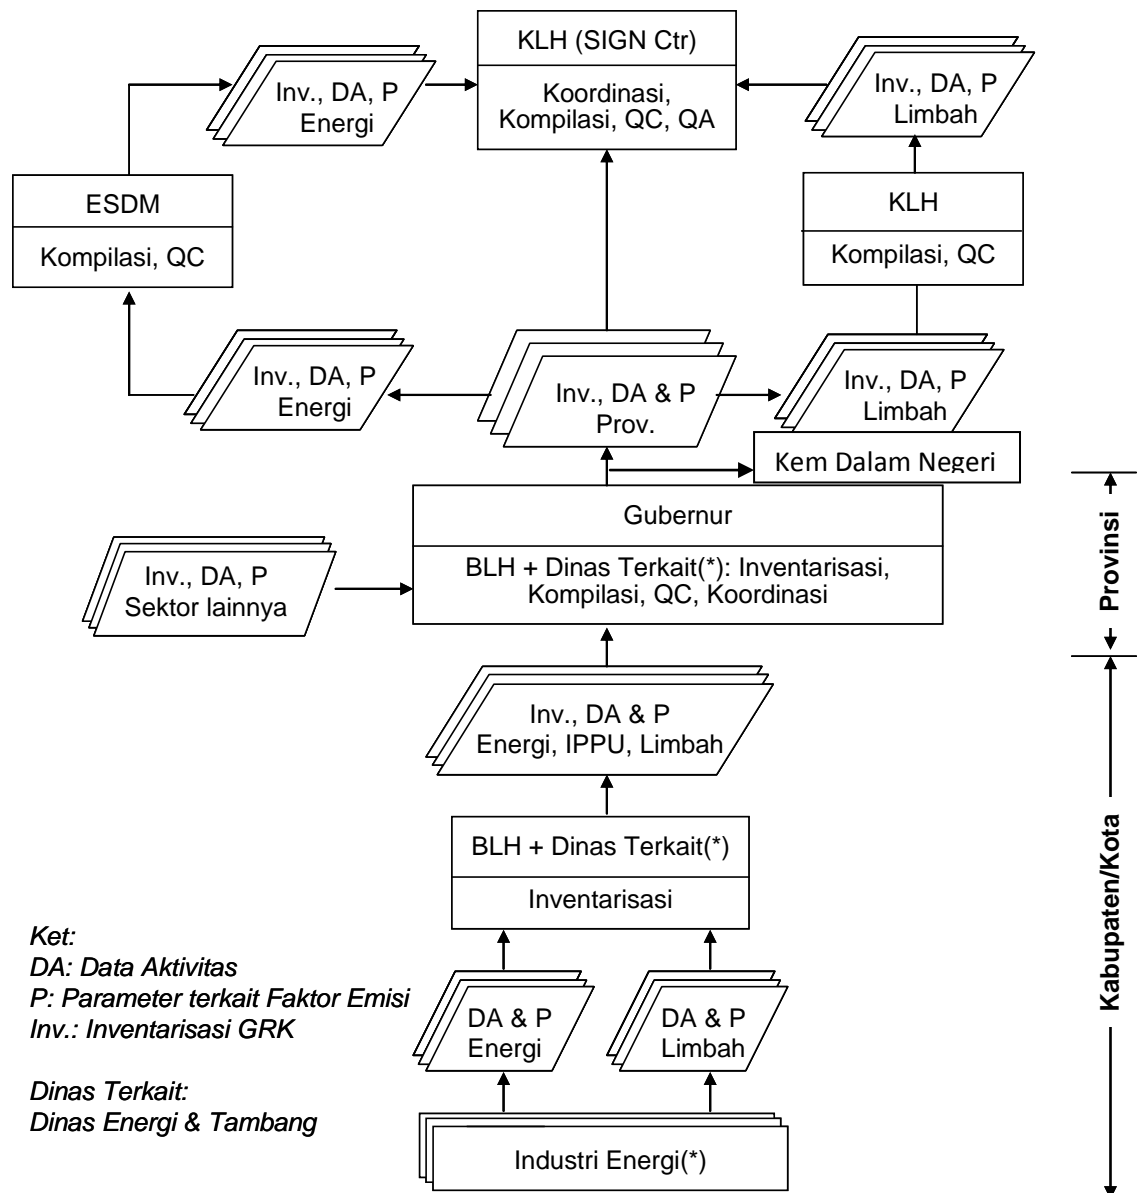 KLH (SIGN Ctr)
Koordinasi,
Kompilasi, QC, QA
Inv., DA, P
Energi
Inv., DA, P
Limbah
ESDM
Kompilasi, QC
KLH
Kompilasi, QC
Inv., DA, P
Energi
Inv., DA & P
Prov.
Inv., DA, P
Limbah
Kem Dalam Negeri
Gubernur
BLH + Dinas Terkait(*): Inventarisasi,
Kompilasi, QC, Koordinasi
Inv., DA, P
Sektor lainnya
Provinsi
Inv., DA & P
Energi, IPPU, Limbah
BLH + Dinas Terkait(*)
Inventarisasi
Kabupaten/Kota
DA & P
Energi
DA & P
Limbah
Industri Energi(*)
Ket:
DA: Data Aktivitas
P: Parameter terkait Faktor Emisi
Inv.: Inventarisasi GRK
Dinas Terkait:
Dinas Energi & Tambang